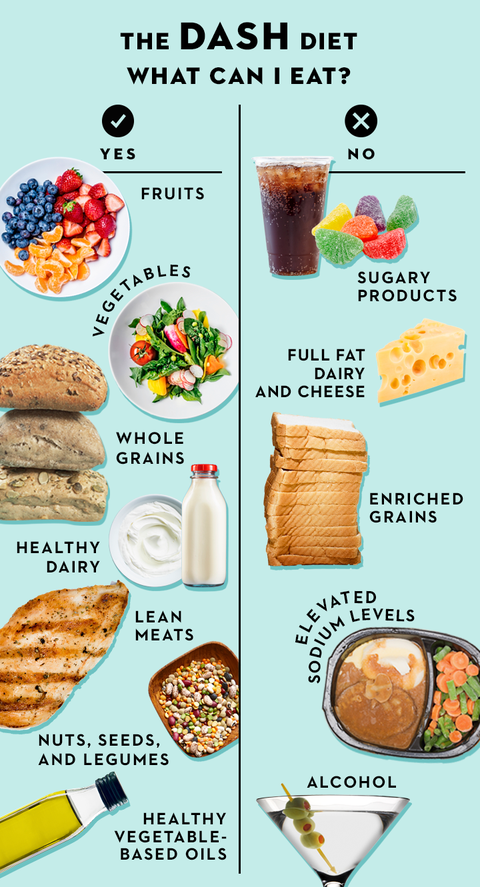 THE DASH DIET
WHAT CAN I EAT?
YES
FRUITS
VEGETABLES
WHOLE
GRAINS
HEALTHY
DAIRY
LEAN
MEATS
NUTS, SEEDS,
AND LEGUMES
HEALTHY
VEGETABLE-
BASED OILS
NO
SUGARY
PRODUCTS
FULL FAT
DAIRY
AND CHEESE
ENRICHED
GRAINS
ELEVATED
SODIUM LEVELS
ALCOHOL